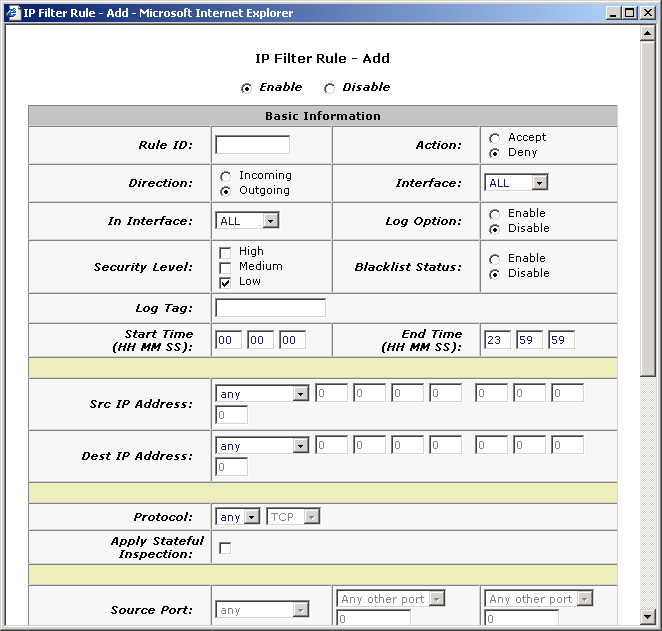 IP Filter Rule - Add - Microsoft Internet Explorer
IP Filter Rule - Add
Enable Disable
Basic Information
Rule ID: Action: Accept
Deny
Direction: Incoming
Outgoing
Interface: ALL
In Interface: ALL
Log Option: Enable
Disable
Security Level: High
Medium
Low
Blacklist Status: Enable
Disable
Log Tag:
Start Time
(HH MM SS): 00 00 00
End Time
(HH MM SS): 23 59 59
Src IP Address: any 0 0 0 0 0 0 0
0
Dest IP Address: any 0 0 0 0 0 0 0
0
Protocol: any TCP
Apply Stateful
Inspection:
Source Port: any
Any other port
0
Any other port
0